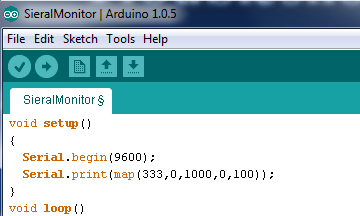 SieralMonitor | Arduino 1.0.5
File Edit Sketch Tools Help
SieralMonitor §
void setup()
{
  Serial.begin(9600);
  Serial.print(map(333,0,1000,0,100));
}
void loop()